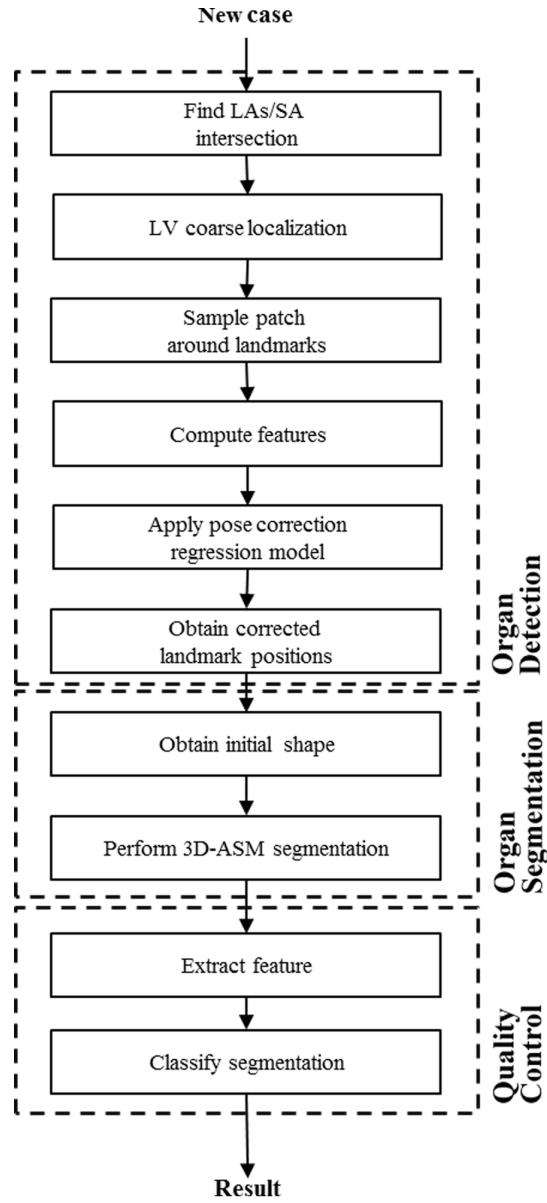 New case
Find LAs/SA
intersection
LV coarse localization
Sample patch
around landmarks
Compute features
Apply pose correction
regression model
Obtain corrected
landmark positions
Organ
Detection
Obtain initial shape
Perform 3D-ASM segmentation
Organ
Segmentation
Extract feature
Classify segmentation
Quality
Control
Result